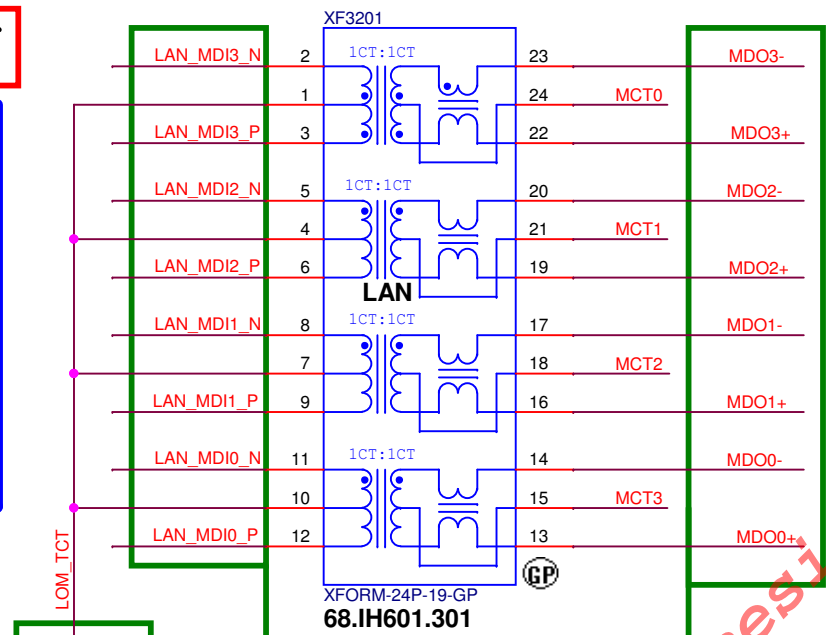 XF3201
LAN_MDI3_N 2 1CT:1CT 23 MDO3-
1 24 MCT0
LAN_MDI3_P 3 22 MDO3+
LAN_MDI2_N 5 1CT:1CT 20 MDO2-
4 21 MCT1
LAN_MDI2_P 6 19 MDO2+
LAN
LAN_MDI1_N 8 1CT:1CT 17 MDO1-
7 18 MCT2
LAN_MDI1_P 9 16 MDO1+
LAN_MDI0_N 11 1CT:1CT 14 MDO0-
10 15 MCT3
LAN_MDI0_P 12 13 MDO0+
LOM_TCT
GP
XFORM-24P-19-GP
68.IH601.301